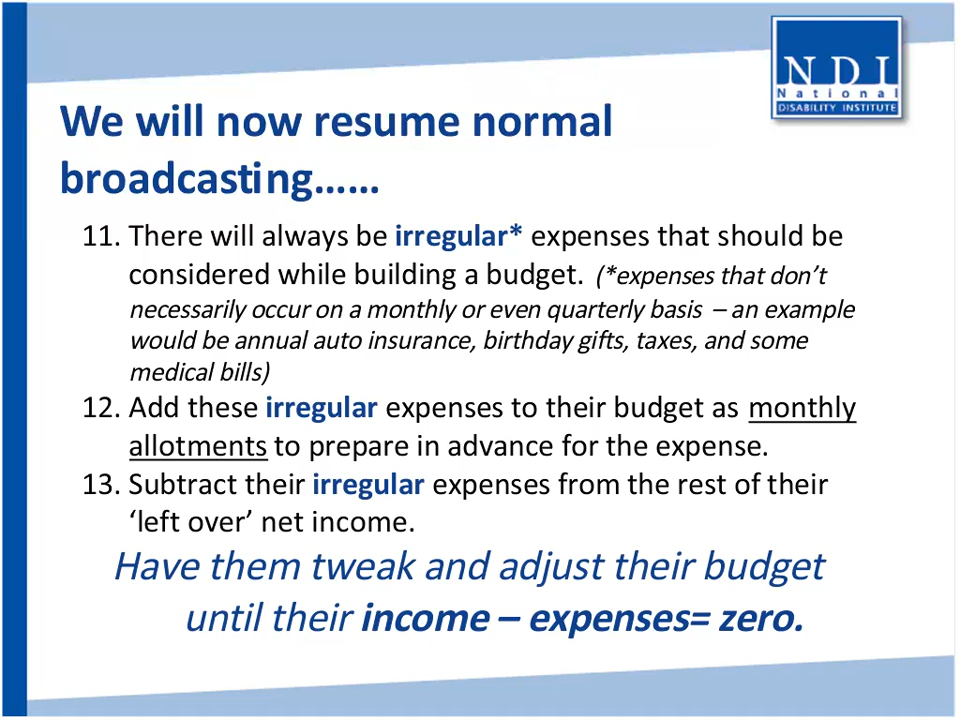 NDI
National
DISABILITY INSTITUTE
We will now resume normal
broadcasting……
11. There will always be irregular* expenses that should be
considered while building a budget. (*expenses that don’t
necessarily occur on a monthly or even quarterly basis – an example
would be annual auto insurance, birthday gifts, taxes, and some
medical bills)
12. Add these irregular expenses to their budget as monthly
allotments to prepare in advance for the expense.
13. Subtract their irregular expenses from the rest of their
‘left over’ net income.
Have them tweak and adjust their budget
until their income – expenses= zero.